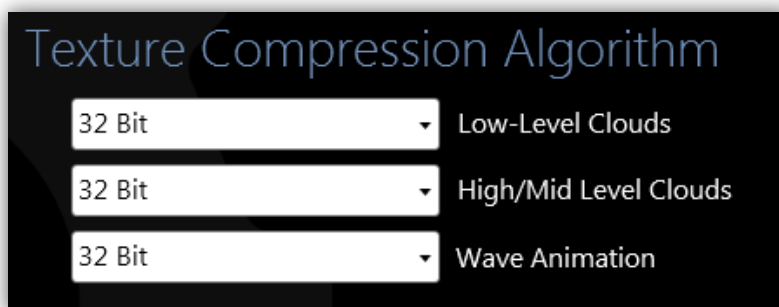 Texture Compression Algorithm
32 Bit Low-Level Clouds
32 Bit High/Mid Level Clouds
32 Bit Wave Animation